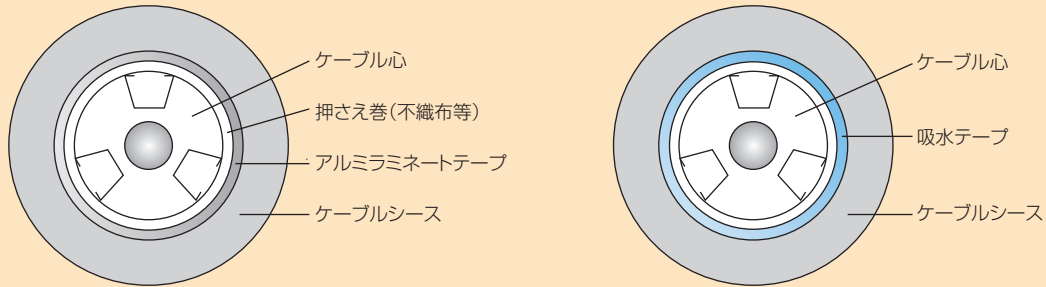 ケーブル心
押さえ巻(不織布等)
アルミラミネートテープ
ケーブルシース
ケーブル心
吸水テープ
ケーブルシース